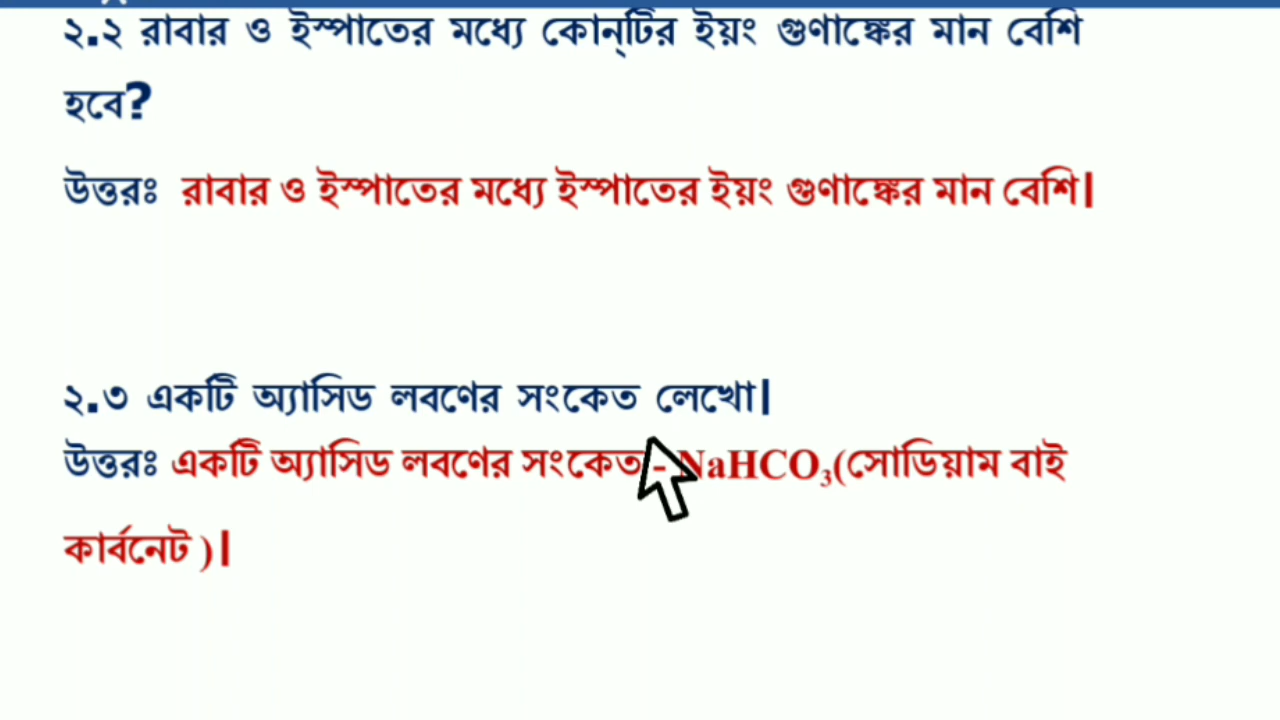 ২.২ রাবার ও ইস্পাতের মধ্যে কোন্‌টির ইয়ং গুণাঙ্কের মান বেশি
হবে?
উত্তরঃ রাবার ও ইস্পাতের মধ্যে ইস্পাতের ইয়ং গুণাঙ্কের মান বেশি।
২.৩ একটি অ্যাসিড লবণের সংকেত লেখো।
উত্তরঃ একটি অ্যাসিড লবণের সংকেত - NaHCO₃(সোডিয়াম বাই
কার্বনেট )।